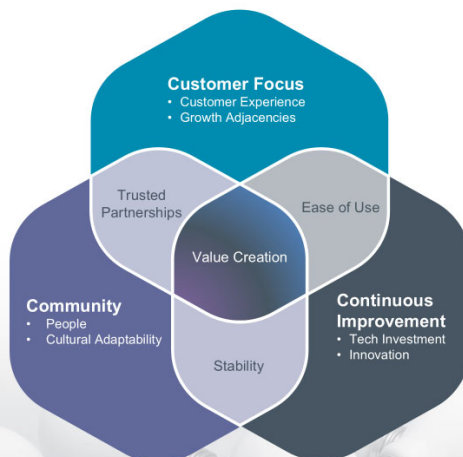 Customer Focus
• Customer Experience
• Growth Adjacencies
Trusted
Partnerships
Ease of Use
Value Creation
Community
• People
• Cultural Adaptability
Continuous
Improvement
• Tech Investment
• Innovation
Stability